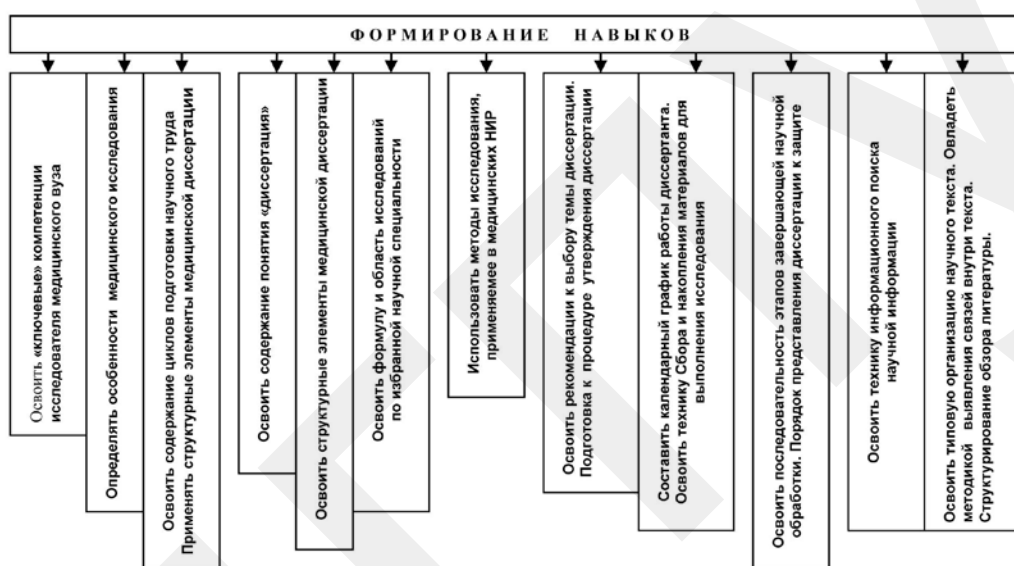 ФОРМИРОВАНИЕ НАВЫКОВ
Освоить «ключевые» компетенции
исследователя медицинского вуза
Определять особенности медицинского исследования
Освоить содержание циклов подготовки научного труда
Применять структурные элементы медицинской диссертации
Освоить содержание понятия «диссертация»
Освоить структурные элементы медицинской диссертации
Освоить формулу и область исследований
по избранной научной специальности
Использовать методы исследования,
применяемее в медицинских НИР
Освоить рекомендации к выбору темы диссертации.
Подготовка к процедуре утверждения диссертации
Составить календарный график работы диссертанта.
Освоить технику Сбора и накопления материалов для
выполнения исследования
Освоить последовательность этапов завершающей научной
обработки. Порядок представления диссертации к защите
Освоить технику информационного поиска
научной информации
Освоить типовую организацию научного текста. Овладеть
методикой выявления связей внутри текста.
Структурирование обзора литературы.